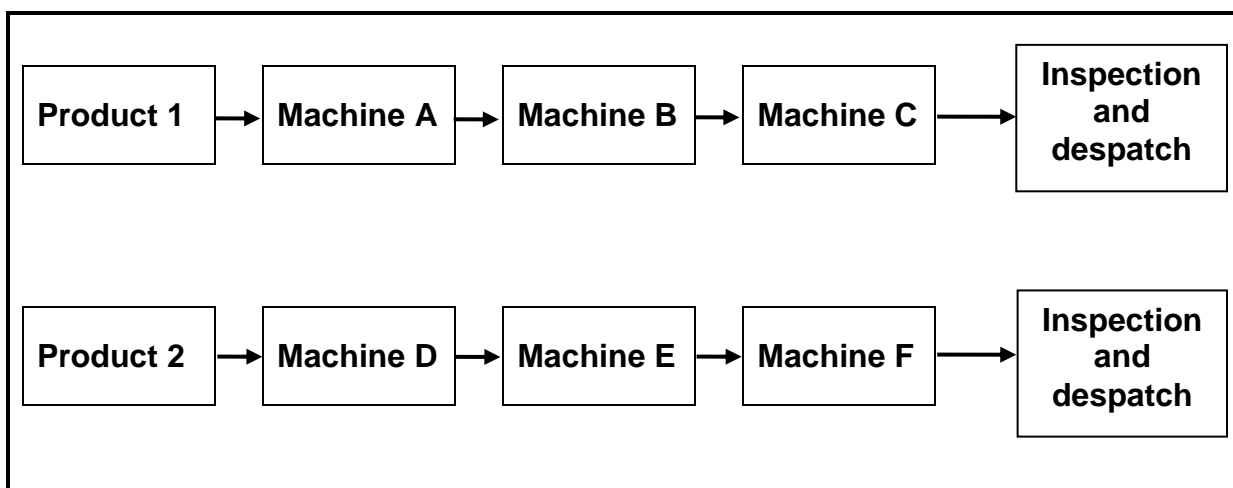 Product 1
Machine A
Machine B
Machine C
Inspection
and
despatch
Product 2
Machine D
Machine E
Machine F
Inspection
and
despatch